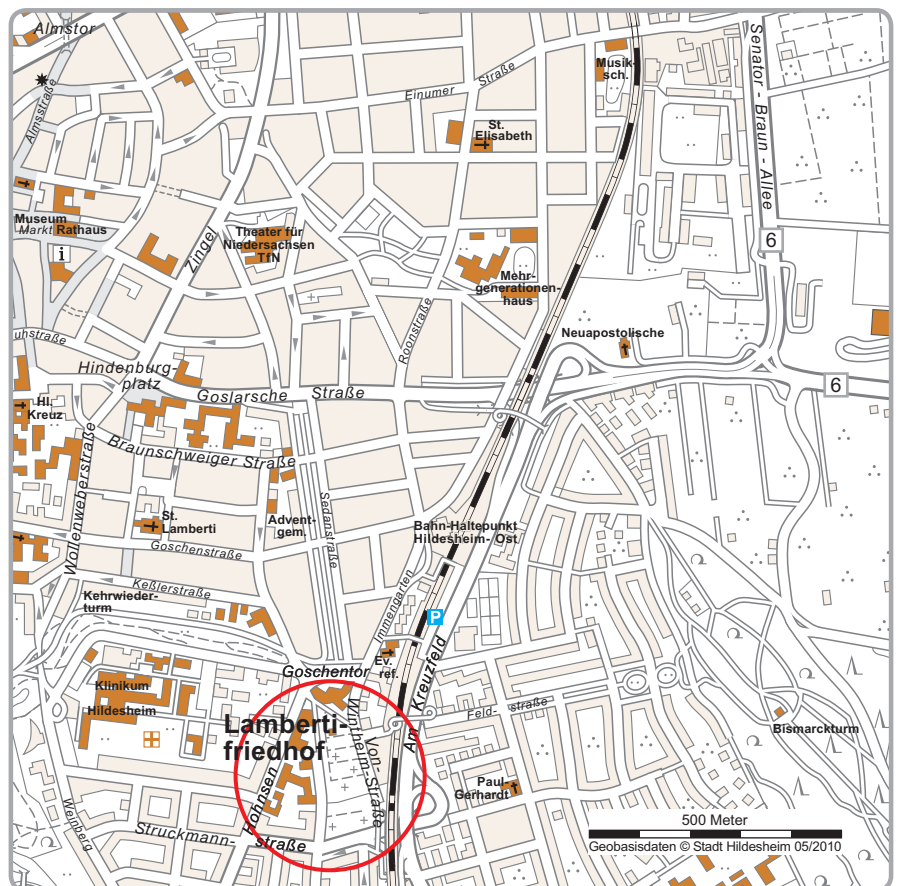 Almstor
Almsstraße
Einumer Straße
Musik-
sch.
Senator - Braun - Allee
St.
Elisabeth
Museum
Markt Rathaus
i
Zingel
Theater für
Niedersachsen
TfN
6
Mehr-
generationen-
haus
Roonstraße
Neuapostolische
uhstraße
Hindenburg-
platz
Goslarsche Straße
6
Hl.
Kreuz
Braunschweiger Straße
Wollenweberstraße
Sedanstraße
St.
Lamberti
Advent-
gem.
Bahn-Haltepunkt
Hildesheim- Ost
Goschenstraße
Keßlerstraße
Kehrwieder-
turm
Immengarten
P
Ev.
ref.
Goschentor
Am Kreuzfeld
Klinikum
Hildesheim
Feld- straße
Lamberti-
friedhof
Von-
Wintheim-Straße
Bismarckturm
Paul-
Gerhardt
Hohnsen
Weinberg
Struckmann- straße
500 Meter
Geobasisdaten © Stadt Hildesheim 05/2010